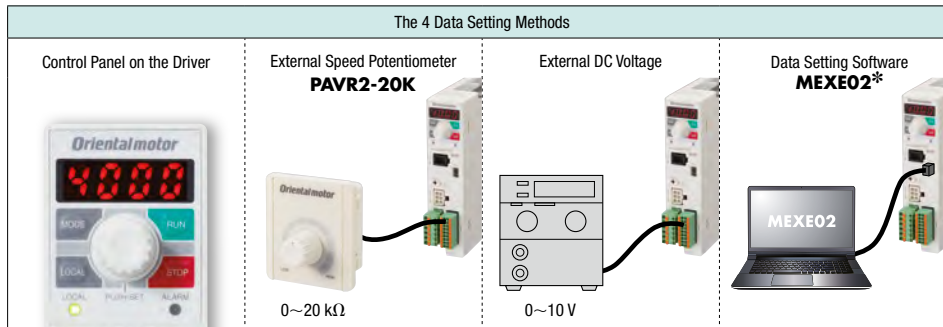 The 4 Data Setting Methods
Control Panel on the Driver
Orientalmotor
4000
MODE
RUN
LOCAL
STOP
LOCAL
PUSH-SET
ALARM
External Speed Potentiometer
PAVR2-20K
Orientalmotor
0~20 kΩ
External DC Voltage
0~10 V
Data Setting Software
MEXE02*
MEXE02